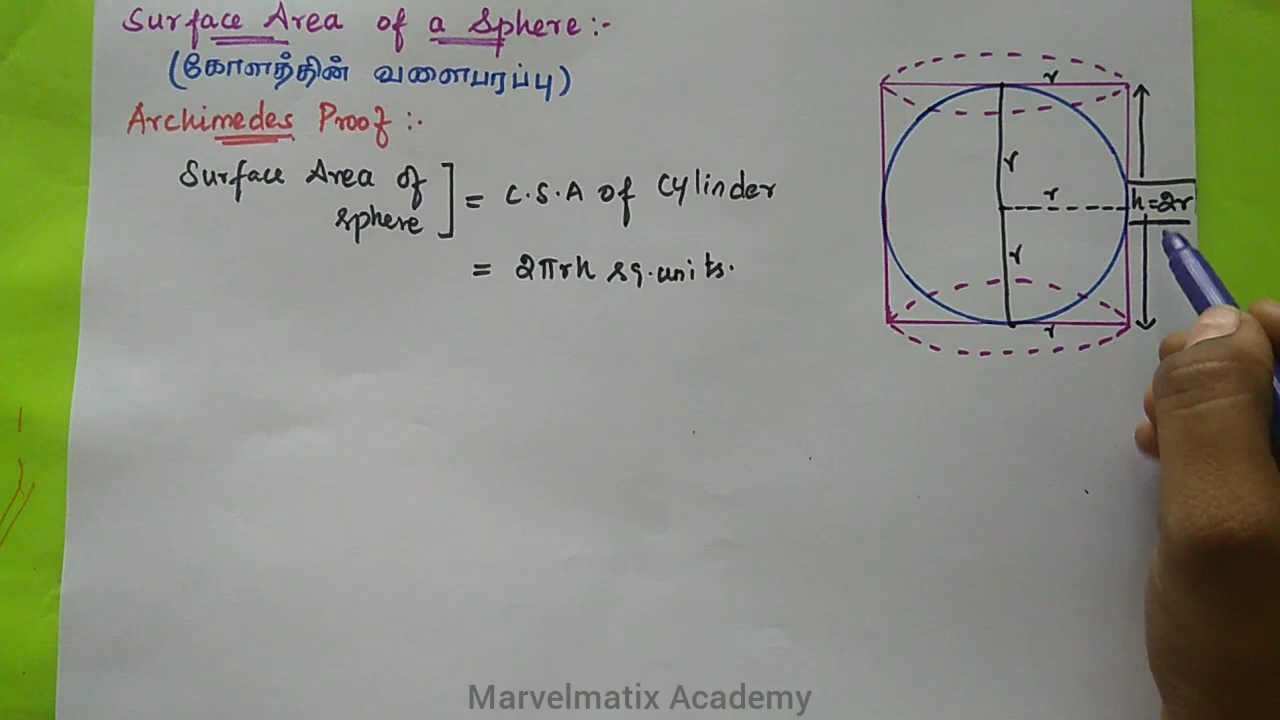 Surface Area of a Sphere:-
(கோளத்தின் வளைபரப்பு)
Archimedes Proof :-
Surface Area of sphere] = C.S.A of Cylinder
= 2πrh sq.units.
r
r
r
h=2r
r
r
Marvelmatix Academy